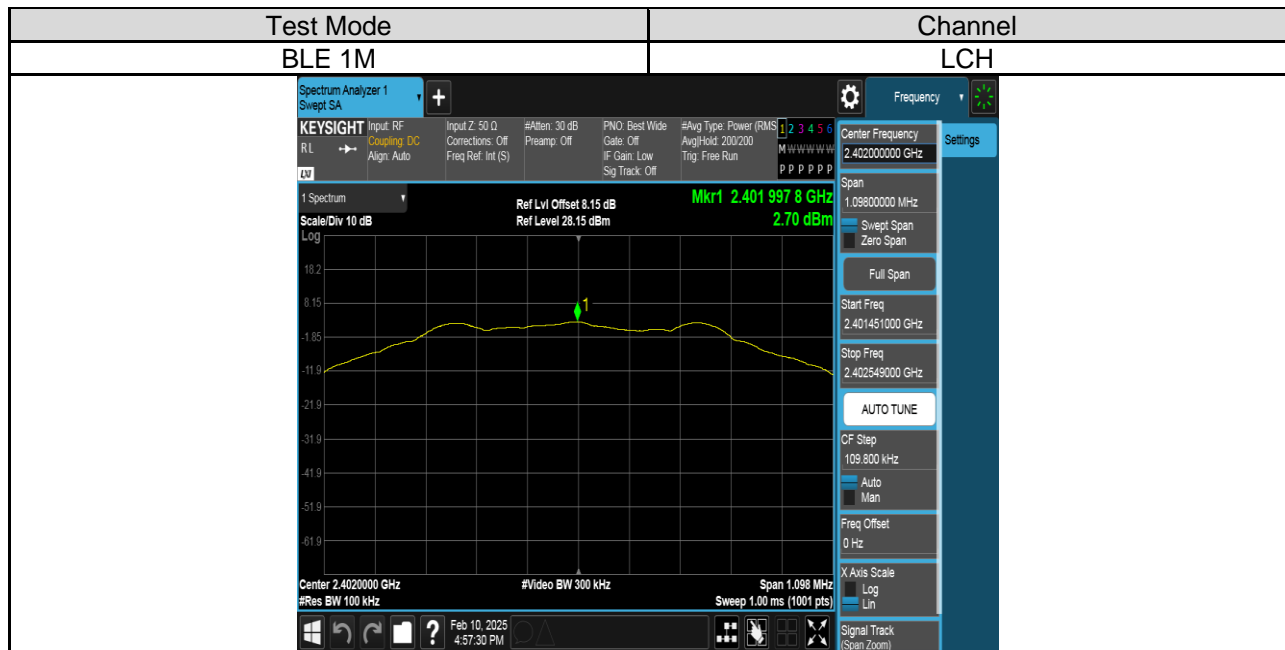 Test Mode Channel
BLE 1M LCH
Spectrum Analyzer 1
Swept SA
+
Frequency
KEYSIGHT Input: RF Input Z: 50 Ω #Atten: 30 dB PNO: Best Wide #Avg Type: Power (RMS 1 2 3 4 5 6
RL Coupling: DC Corrections: Off Preamp: Off Gate: Off Avg|Hold: 200/200 M W W W W W
Align: Auto Freq Ref: Int (S) IF Gain: Low Trig: Free Run
LXI Sig Track: Off P P P P P P
1 Spectrum
Ref Lvl Offset 8.15 dB Mkr1 2.401 997 8 GHz
Scale/Div 10 dB Ref Level 28.15 dBm 2.70 dBm
Log
18.2
8.15
1
-1.85
-11.9
-21.9
-31.9
-41.9
-51.9
-61.9
Center 2.4020000 GHz #Video BW 300 kHz Span 1.098 MHz
#Res BW 100 kHz Sweep 1.00 ms (1001 pts)
Center Frequency
2.402000000 GHz
Settings
Span
1.09800000 MHz
Swept Span
Zero Span
Full Span
Start Freq
2.401451000 GHz
Stop Freq
2.402549000 GHz
AUTO TUNE
CF Step
109.800 kHz
Auto
Man
Freq Offset
0 Hz
X Axis Scale
Log
Lin
Signal Track
(Span Zoom)
?
Feb 10, 2025
4:57:30 PM